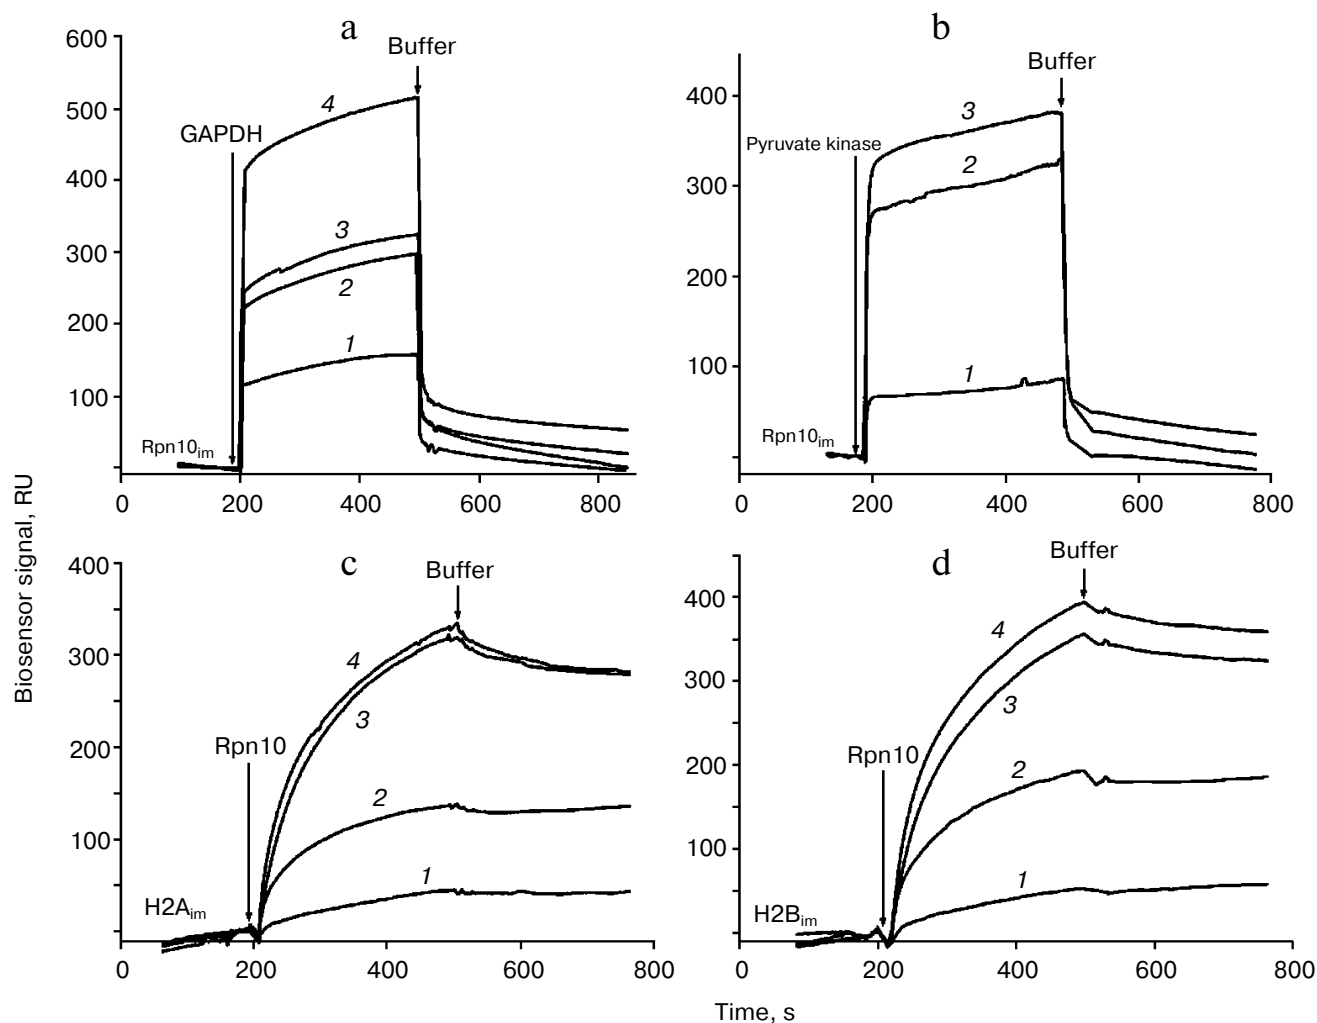 a
b
600
500
400
300
200
100
GAPDH
Buffer
4
3
2
1
Rpn10im
0
200
400
600
800
400
300
200
100
Pyruvate kinase
Buffer
3
2
1
Rpn10im
0
200
400
600
800
Biosensor signal, RU
c
d
400
300
200
100
Rpn10
Buffer
4
3
2
1
H2Aim
0
200
400
600
800
400
300
200
100
Rpn10
Buffer
4
3
2
1
H2Bim
0
200
400
600
800
Time, s